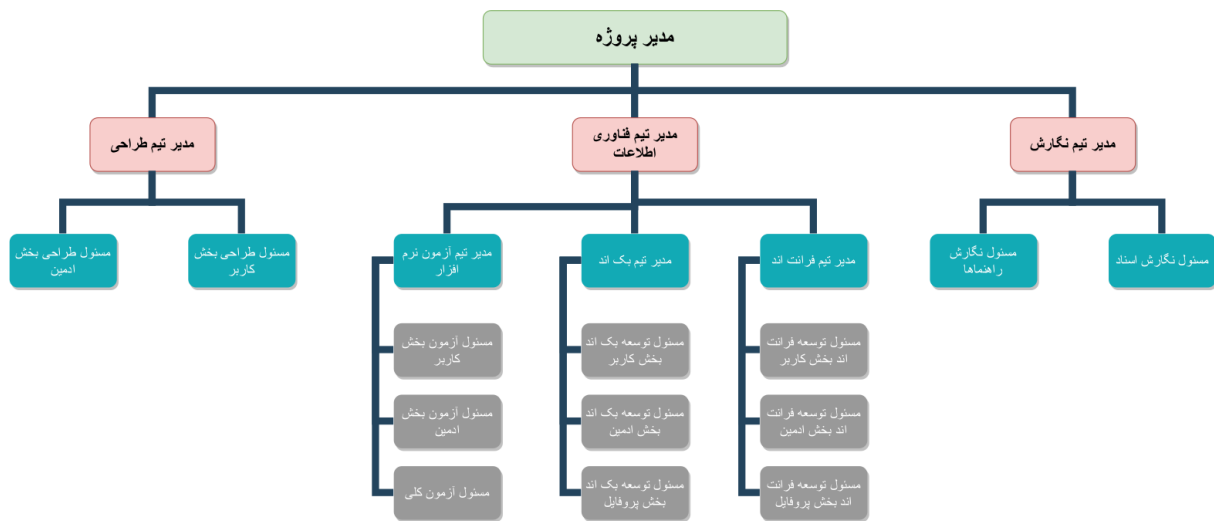 مدیر پروژه
مدیر تیم نگارش
مدیر تیم فناوری
اطلاعات
مدیر تیم طراحی
مسئول نگارش اسناد
مسئول نگارش
راهنماها
مدیر تیم فرانت اند
مدیر تیم بک اند
مدیر تیم آزمون نرم
افزار
مسئول طراحی بخش
کاربر
مسئول طراحی بخش
ادمین
مسئول توسعه فرانت
اند بخش کاربر
مسئول توسعه بک اند
بخش کاربر
مسئول آزمون بخش
کاربر
مسئول توسعه فرانت
اند بخش ادمین
مسئول توسعه بک اند
بخش ادمین
مسئول آزمون بخش
ادمین
مسئول توسعه فرانت
اند بخش پروفایل
مسئول توسعه بک اند
بخش پروفایل
مسئول آزمون کلی